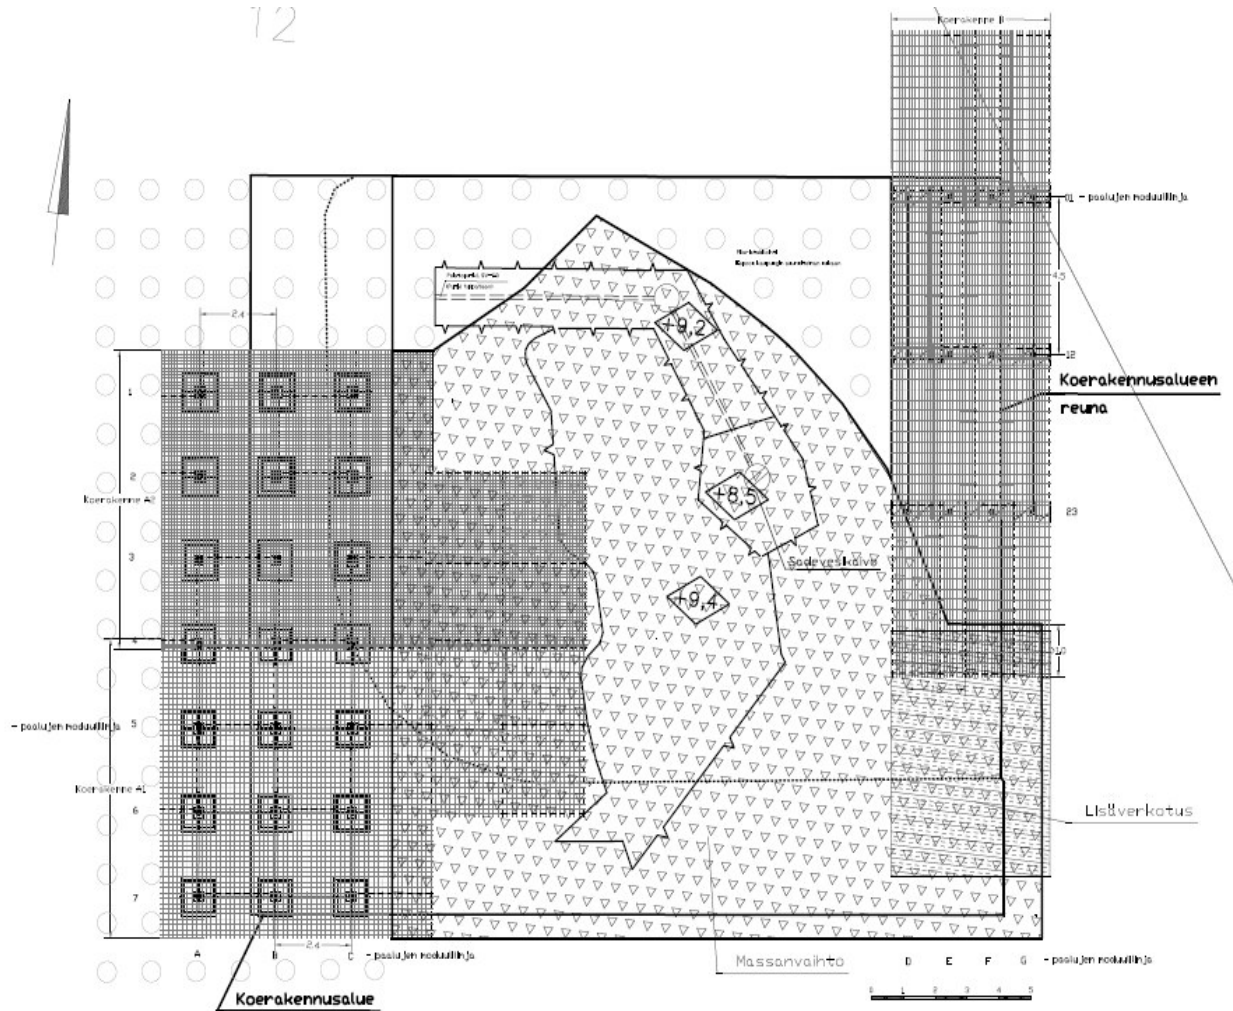 12
Koerakenne B
01 - paalujen moduulilinja
4.5
2.4
+9,2
12
Koerakennusalueen
reuna
1
2
Koerakenne A2
+8,5
23
3
Sadevesikaivo
+9,4
4
5
- paalujen moduulilinja
Koerakenne A1
6
Lisäverkotus
7
2.4
A B C - paalujen moduulilinja
Massanvaihto
D E F G - paalujen moduulilinja
Koerakennusalue
0 1 2 3 4 5